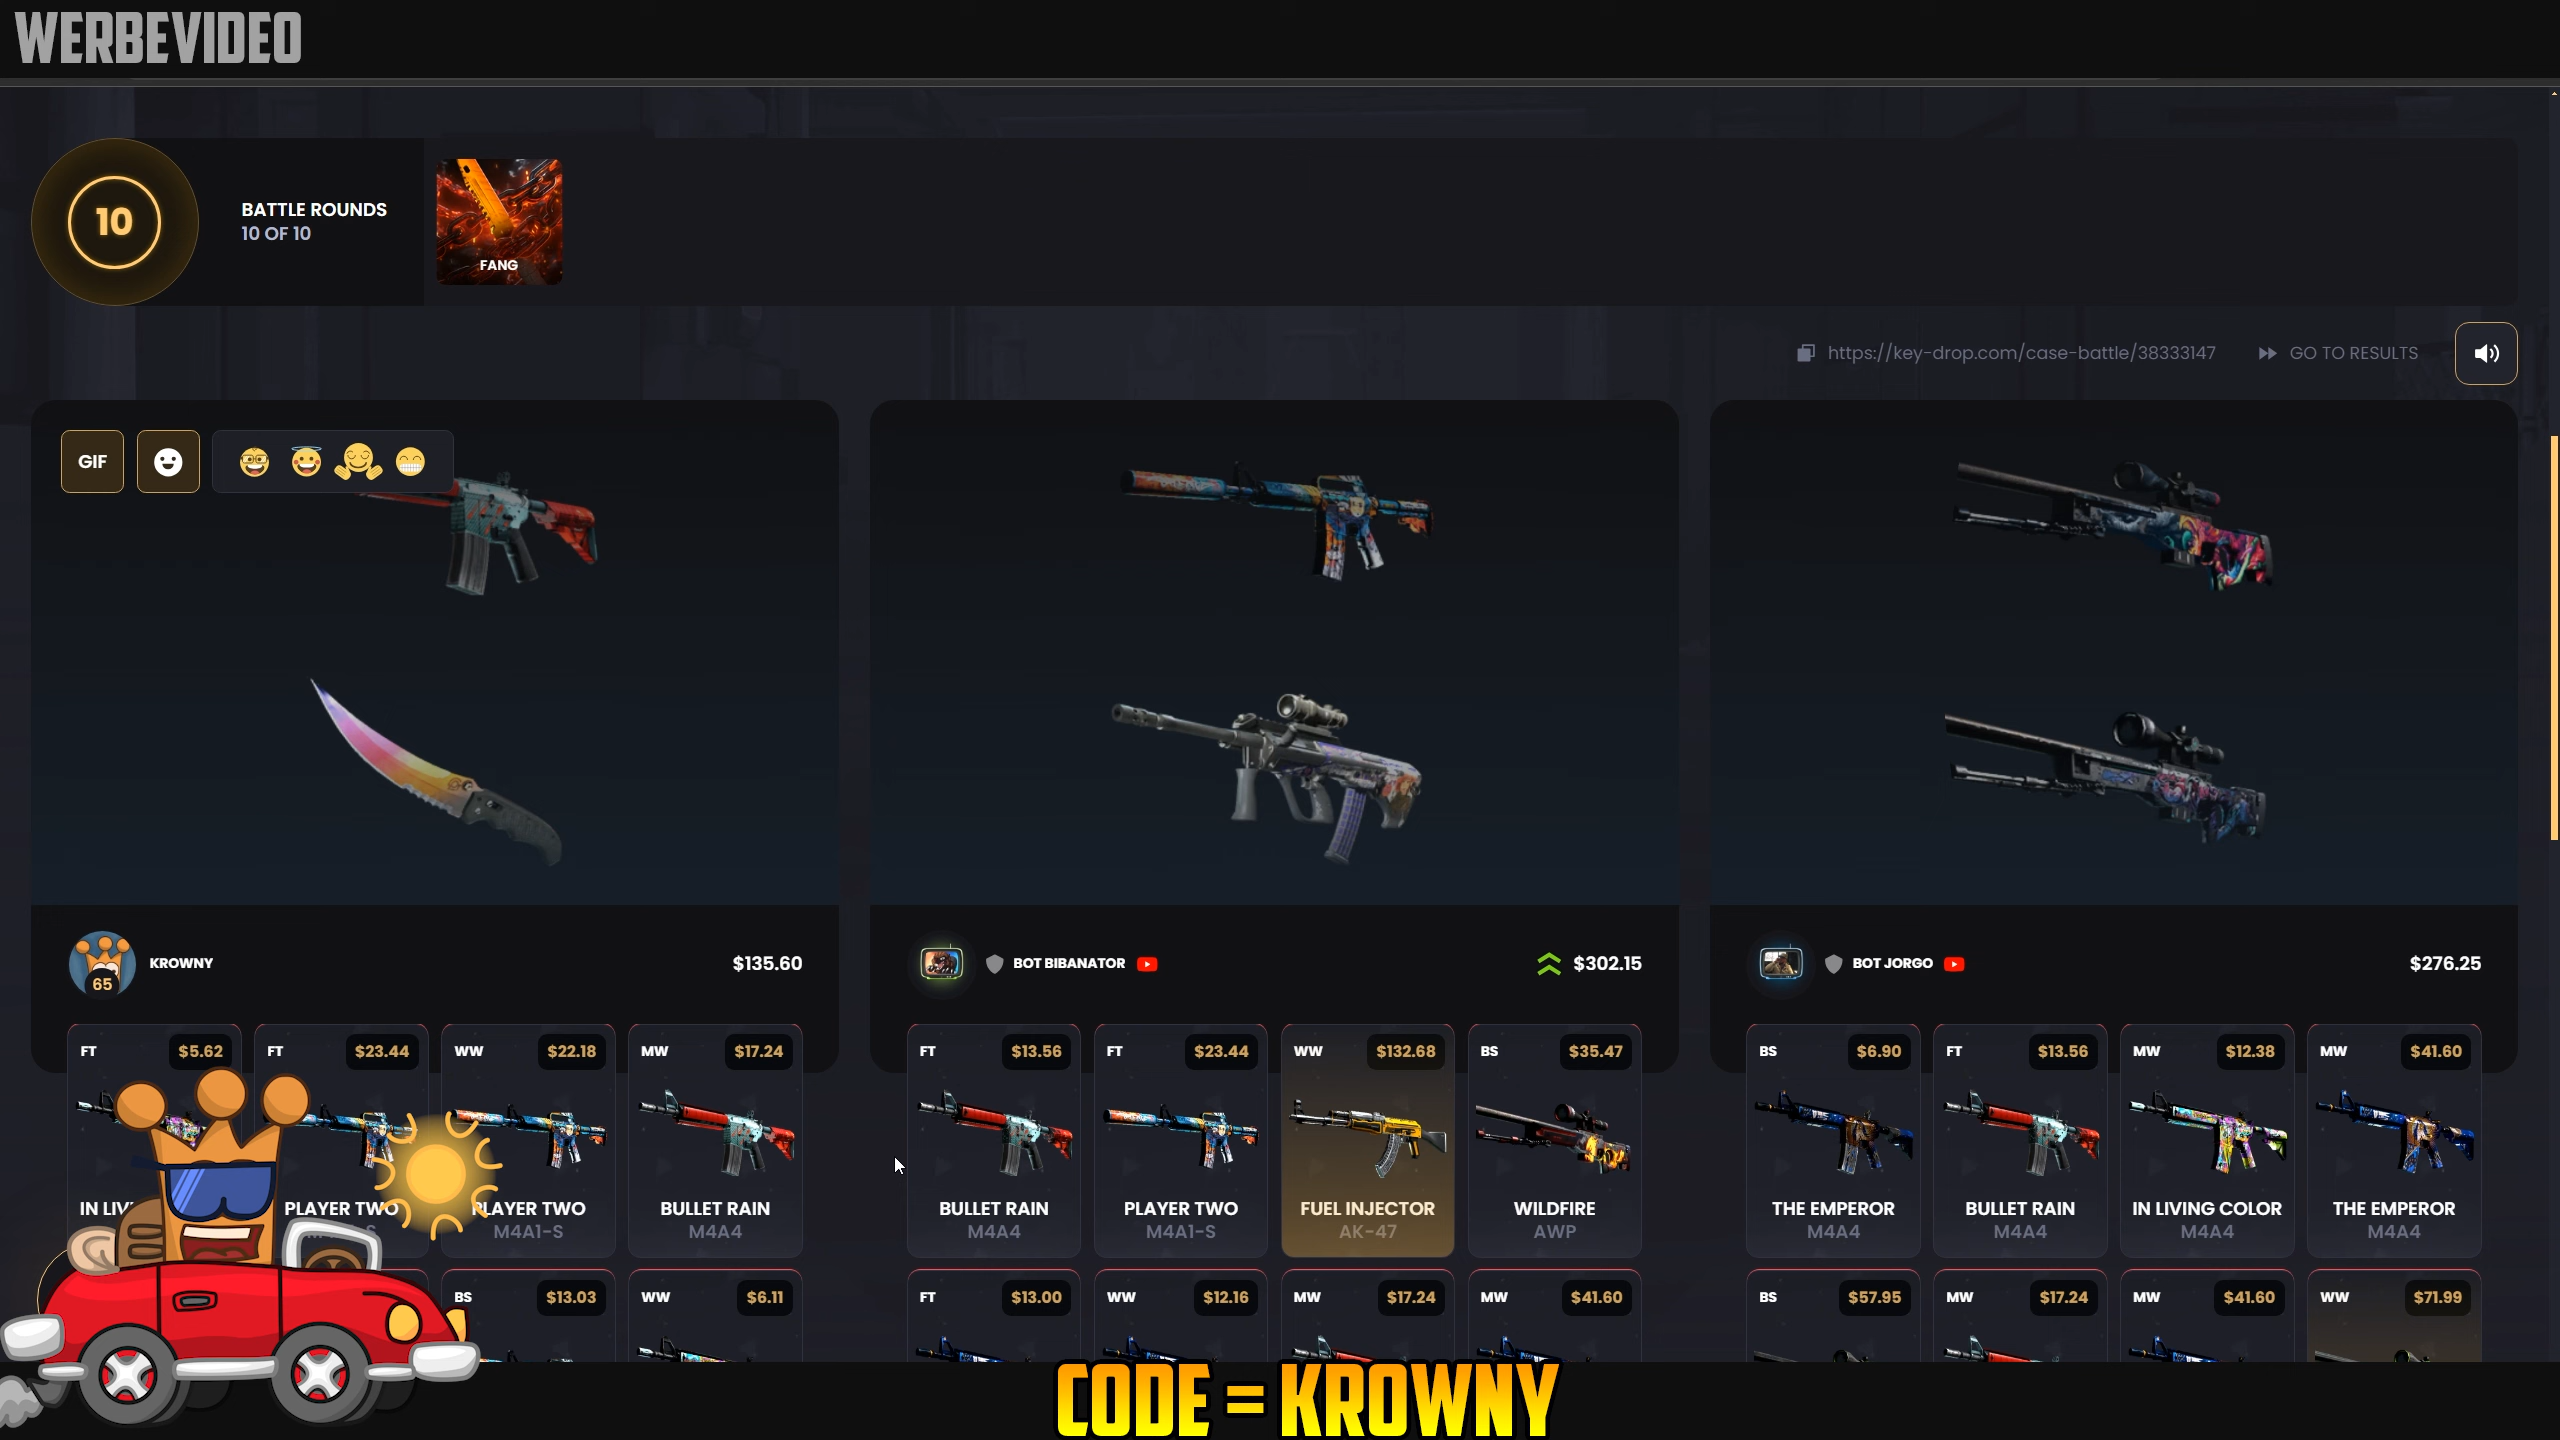 WERBEVIDEO
10
BATTLE ROUNDS
10 OF 10
FANG
https://key-drop.com/case-battle/38333147
GO TO RESULTS
GIF
65
KROWNY
$135.60
BOT BIBANATOR
$302.15
BOT JORGO
$276.25
FT $5.62
FT $23.44
WW $22.18
MW $17.24
FT $13.56
FT $23.44
WW $132.68
BS $35.47
BS $6.90
FT $13.56
MW $12.38
MW $41.60
IN LIV
PLAYER TWO
PLAYER TWO
M4A1-S
BULLET RAIN
M4A4
BULLET RAIN
M4A4
PLAYER TWO
M4A1-S
FUEL INJECTOR
AK-47
WILDFIRE
AWP
THE EMPEROR
M4A4
BULLET RAIN
M4A4
IN LIVING COLOR
M4A4
THE EMPEROR
M4A4
BS $13.03
WW $6.11
FT $13.00
WW $12.16
MW $17.24
MW $41.60
BS $57.95
MW $17.24
MW $41.60
WW $71.99
CODE = KROWNY